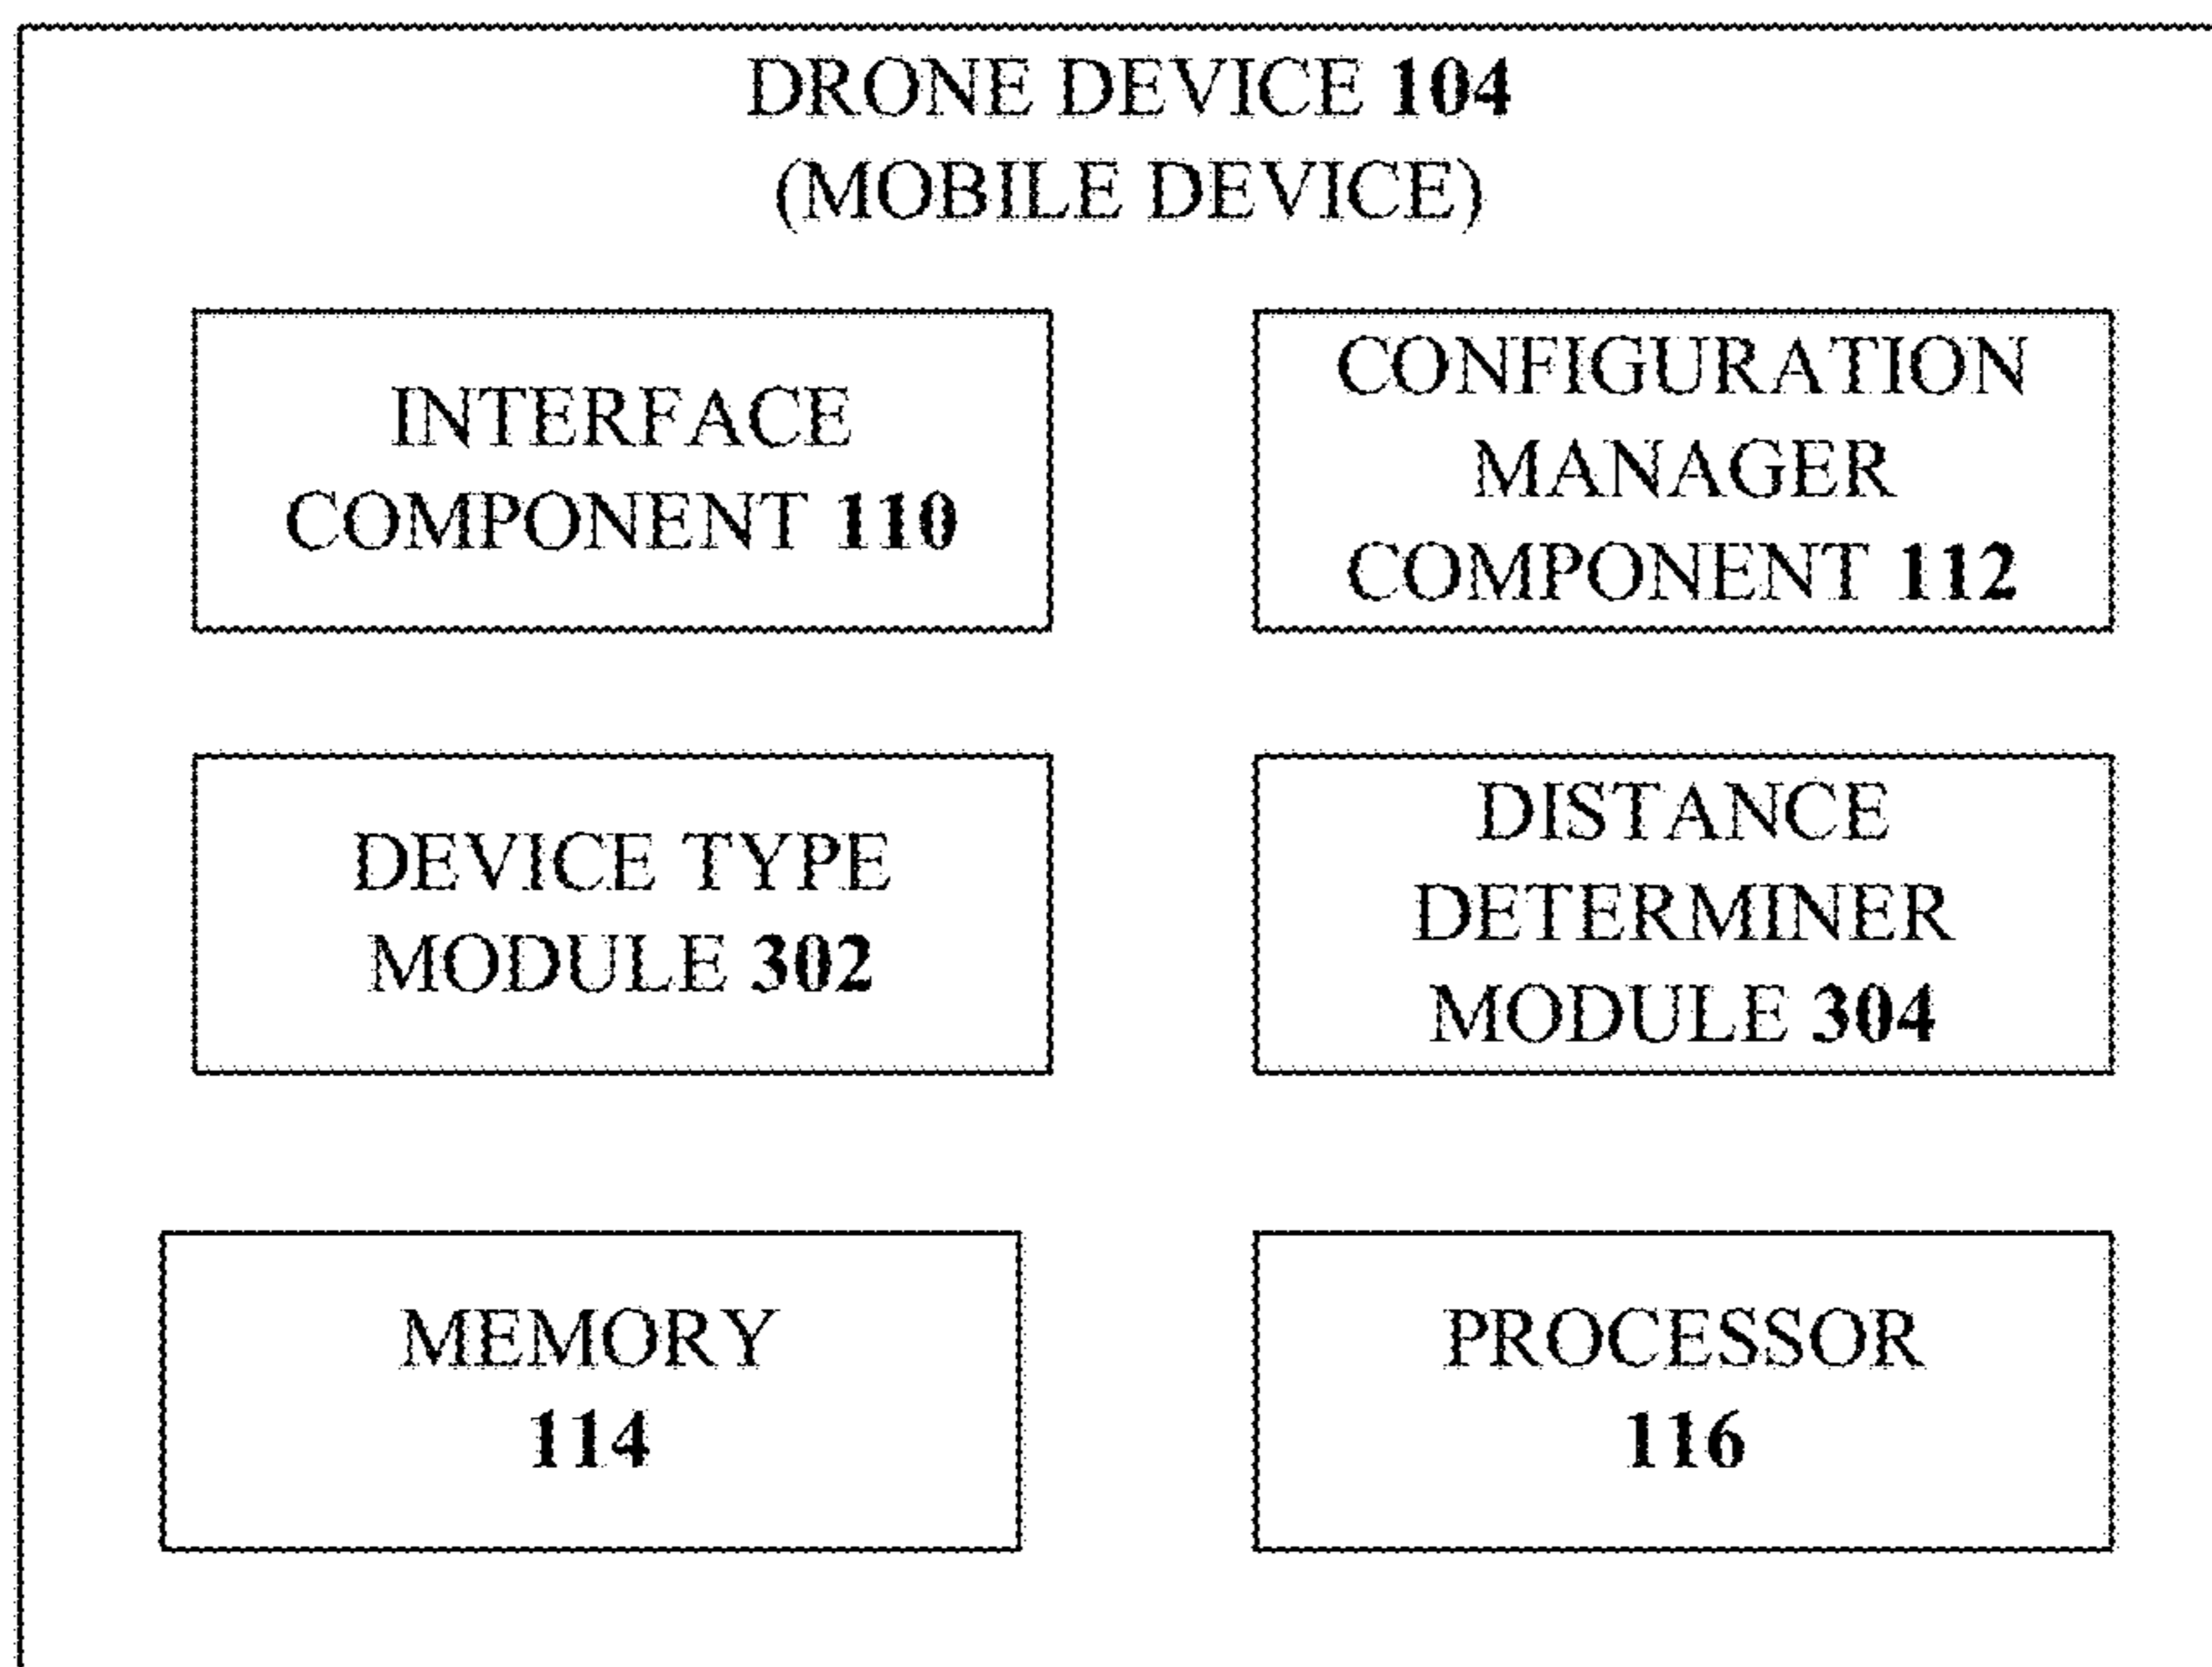 DRONE DEVICE 104
(MOBILE DEVICE)
INTERFACE
COMPONENT 110
CONFIGURATION
MANAGER
COMPONENT 112
DEVICE TYPE
MODULE 302
DISTANCE
DETERMINER
MODULE 304
MEMORY
114
PROCESSOR
116